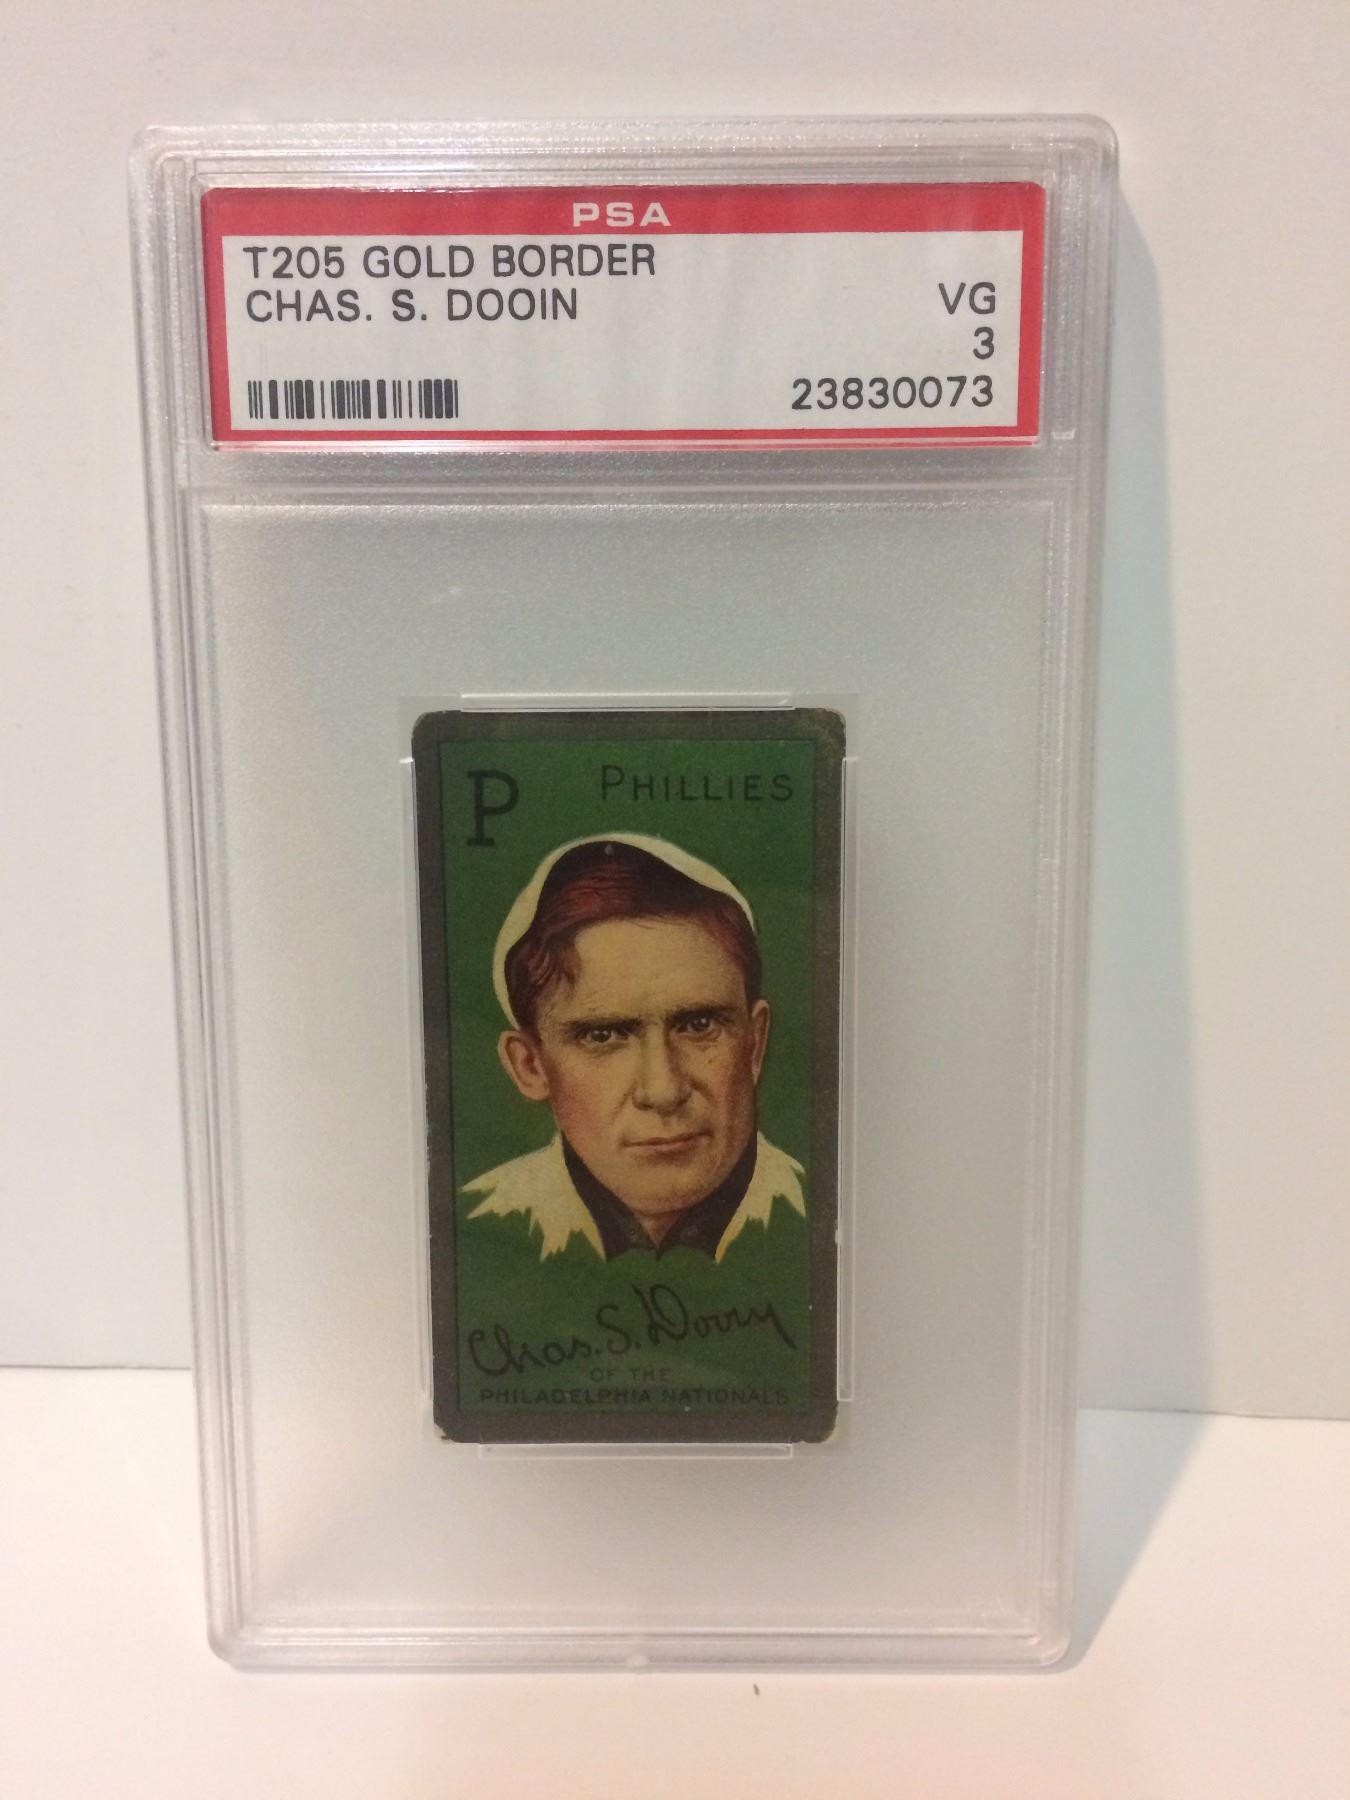 PSA
T205 GOLD BORDER
CHAS. S. DOOIN
VG
3
23830073
P
PHILLIES
Chas. S. Dooin
OF THE
PHILADELPHIA NATIONALS